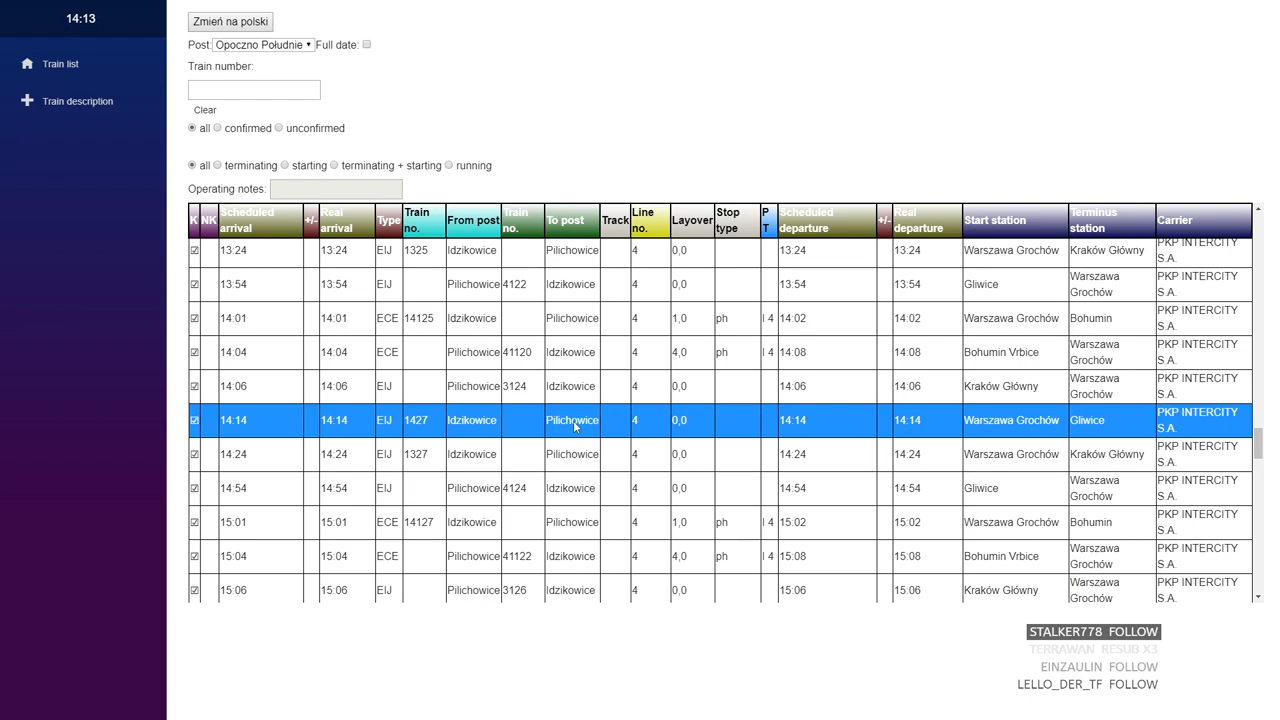 14:13
Train list
Train description
Zmień na polski
Post: Opoczno Południe Full date:
Train number:
Clear
all confirmed unconfirmed
all terminating starting terminating + starting running
Operating notes:
K NK Scheduled arrival +/- Real arrival Type Train no. From post Train no. To post Track Line no. Layover Stop type P T Scheduled departure +/- Real departure Start station Terminus station Carrier
13:24 13:24 EIJ 1325 Idzikowice Pilichowice 4 0,0 13:24 13:24 Warszawa Grochów Kraków Główny PKP INTERCITY S.A.
13:54 13:54 EIJ Pilichowice 4122 Idzikowice 4 0,0 13:54 13:54 Gliwice Warszawa Grochów PKP INTERCITY S.A.
14:01 14:01 ECE 14125 Idzikowice Pilichowice 4 1,0 ph I 4 14:02 14:02 Warszawa Grochów Bohumin PKP INTERCITY S.A.
14:04 14:04 ECE Pilichowice 41120 Idzikowice 4 4,0 ph I 4 14:08 14:08 Bohumin Vrbice Warszawa Grochów PKP INTERCITY S.A.
14:06 14:06 EIJ Pilichowice 3124 Idzikowice 4 0,0 14:06 14:06 Kraków Główny Warszawa Grochów PKP INTERCITY S.A.
14:14 14:14 EIJ 1427 Idzikowice Pilichowice 4 0,0 14:14 14:14 Warszawa Grochów Gliwice PKP INTERCITY S.A.
14:24 14:24 EIJ 1327 Idzikowice Pilichowice 4 0,0 14:24 14:24 Warszawa Grochów Kraków Główny PKP INTERCITY S.A.
14:54 14:54 EIJ Pilichowice 4124 Idzikowice 4 0,0 14:54 14:54 Gliwice Warszawa Grochów PKP INTERCITY S.A.
15:01 15:01 ECE 14127 Idzikowice Pilichowice 4 1,0 ph I 4 15:02 15:02 Warszawa Grochów Bohumin PKP INTERCITY S.A.
15:04 15:04 ECE Pilichowice 41122 Idzikowice 4 4,0 ph I 4 15:08 15:08 Bohumin Vrbice Warszawa Grochów PKP INTERCITY S.A.
15:06 15:06 EIJ Pilichowice 3126 Idzikowice 4 0,0 15:06 15:06 Kraków Główny Warszawa Grochów PKP INTERCITY S.A.
STALKER778 FOLLOW
TERRAWAN RESUB X3
EINZAULIN FOLLOW
LELLO_DER_TF FOLLOW